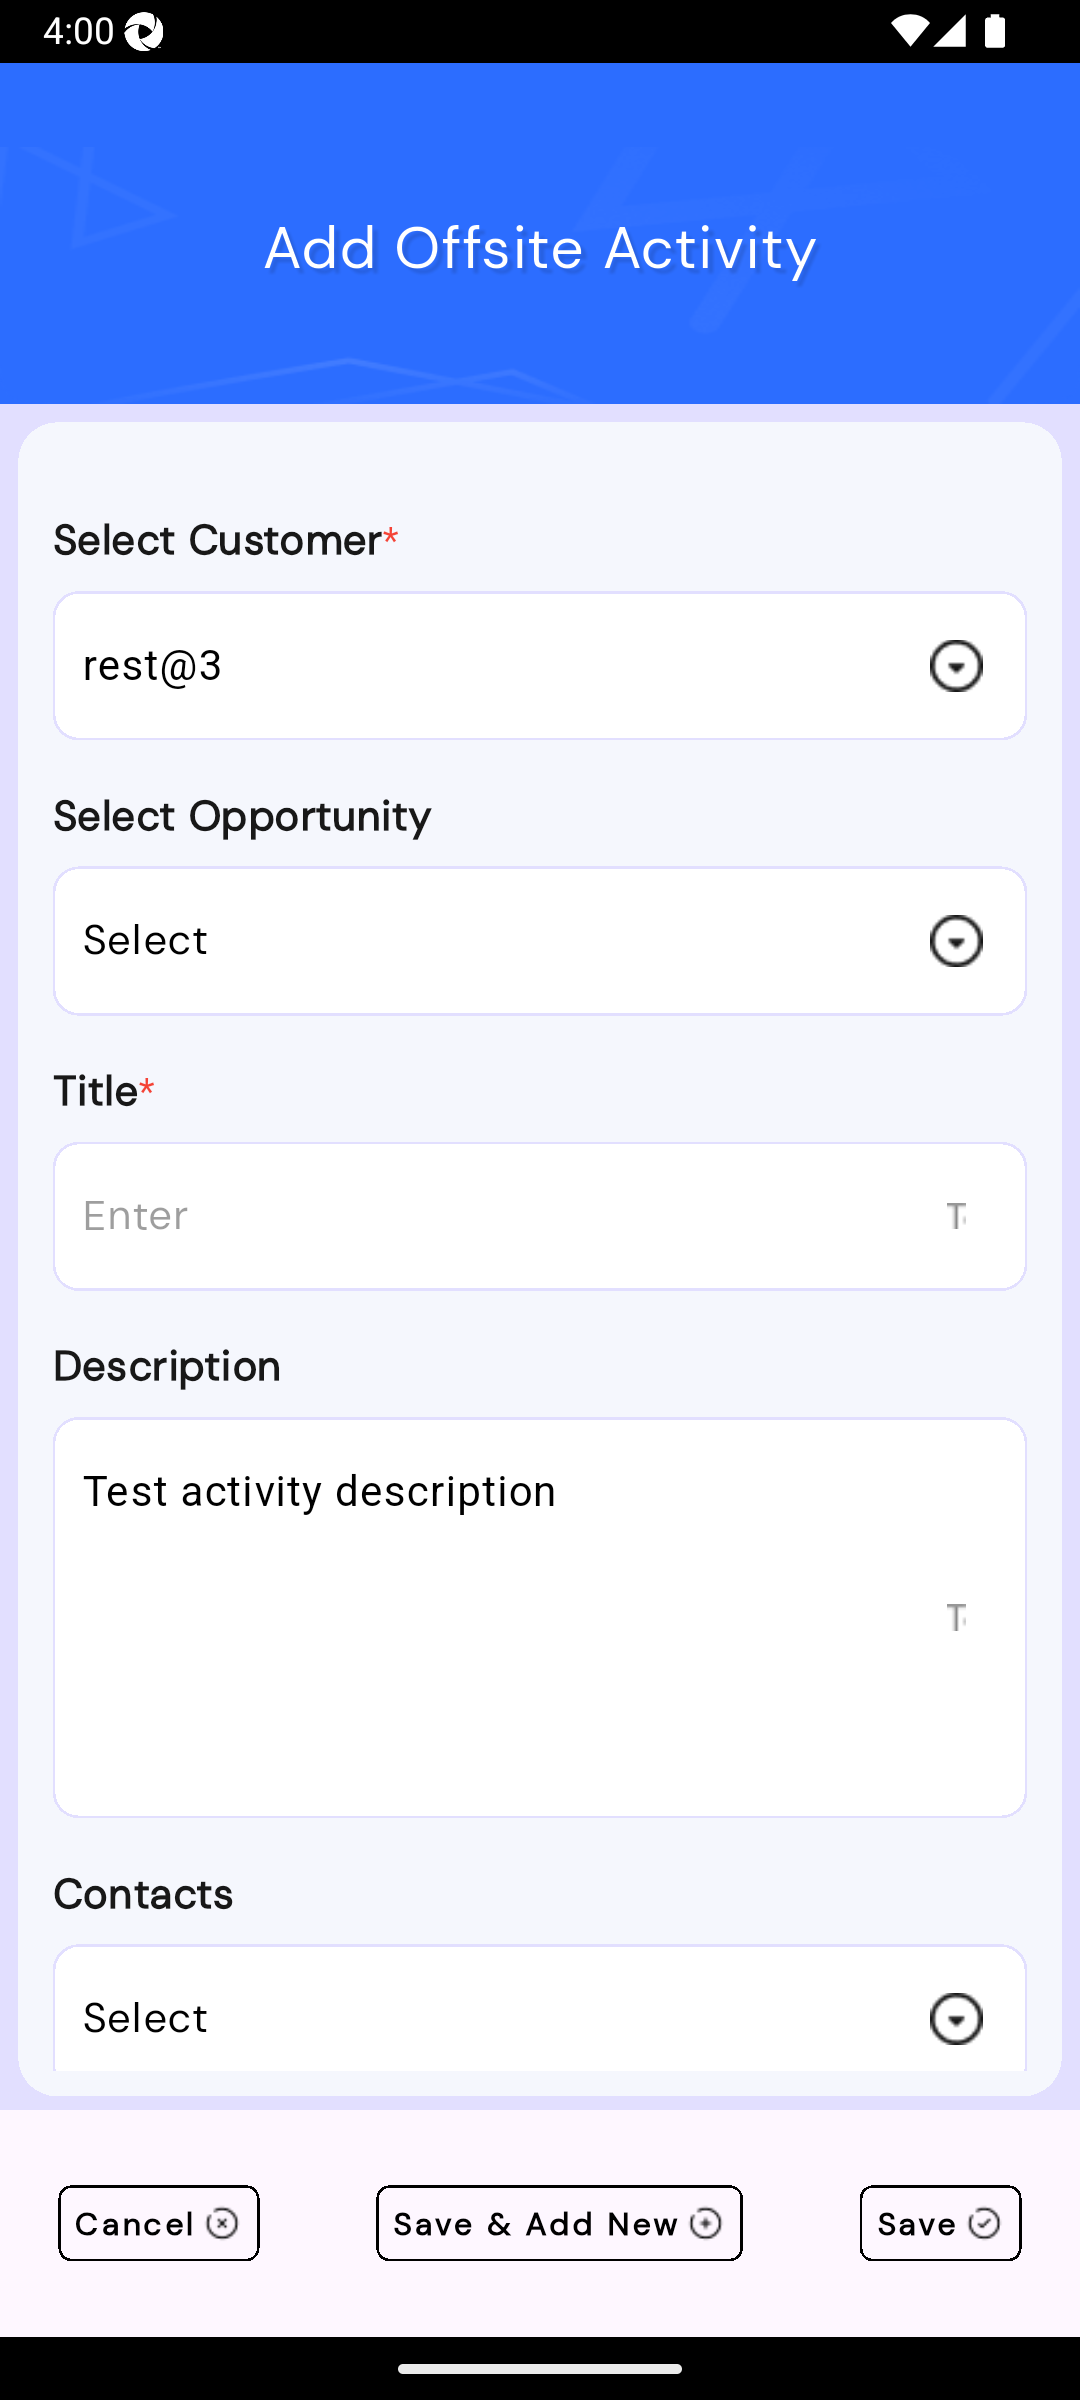 4:00
Add Offsite Activity
Select Customer*
rest@3
Select Opportunity
Select
Title*
Enter
Description
Test activity description
Contacts
Select
Cancel
Save & Add New
Save